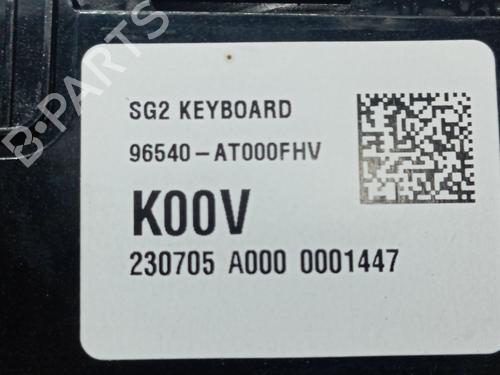 B-PARTS
SG2 KEYBOARD
96540-AT000FHV
K00V
230705 A000 0001447